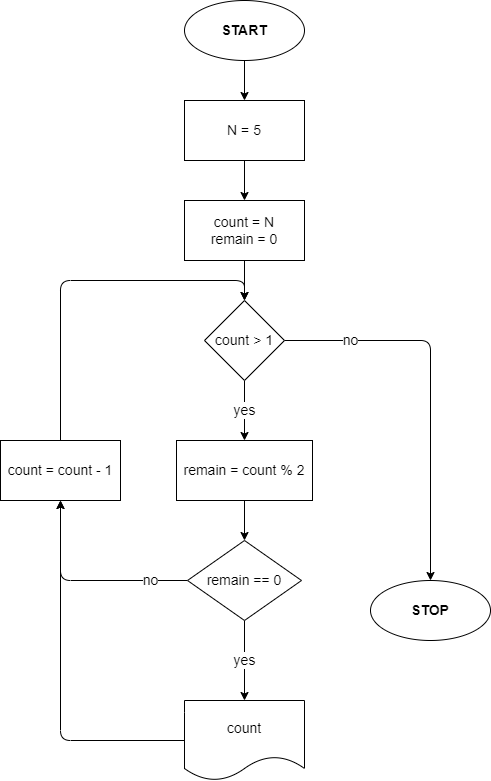 START
N = 5
count = N
remain = 0
count > 1
no
yes
count = count - 1
remain = count % 2
no
remain == 0
STOP
yes
count